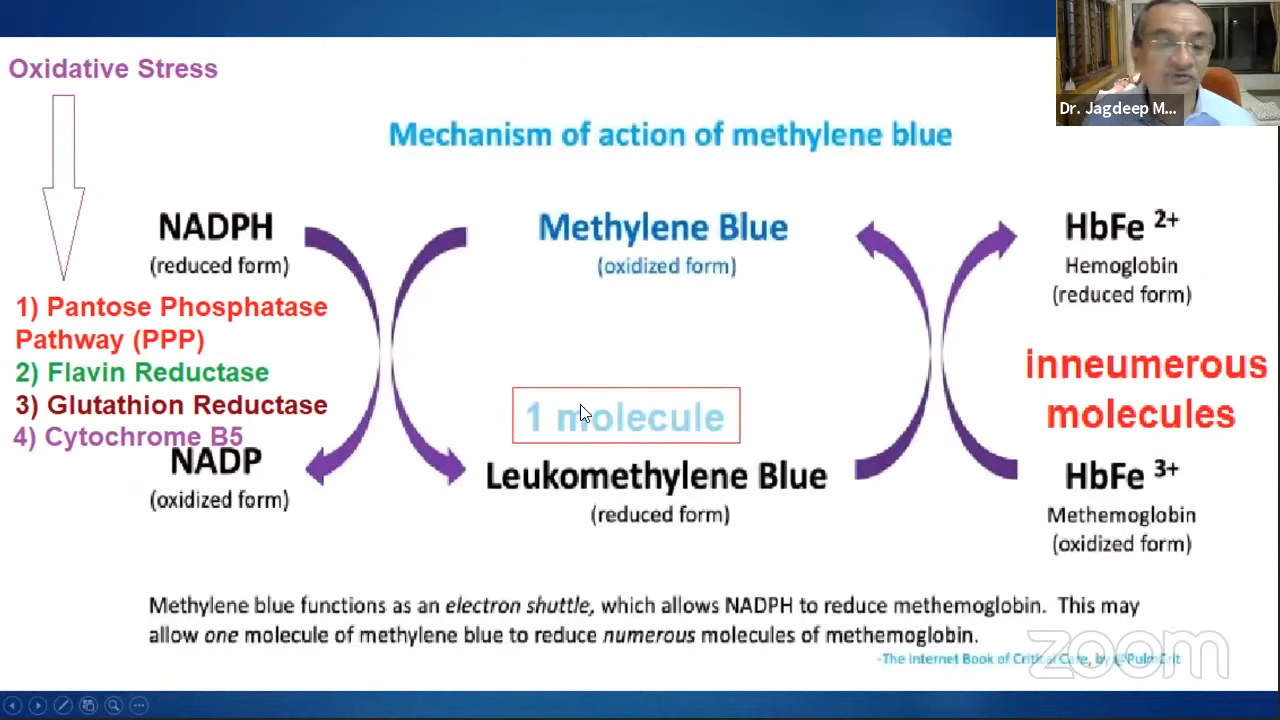 Oxidative Stress
Dr. Jagdeep M...
Mechanism of action of methylene blue
NADPH
(reduced form)
Methylene Blue
(oxidized form)
HbFe 2+
Hemoglobin
(reduced form)
1) Pantose Phosphatase
Pathway (PPP)
2) Flavin Reductase
3) Glutathion Reductase
4) Cytochrome B5
NADP
(oxidized form)
1 molecule
Leukomethylene Blue
(reduced form)
inneumerous
molecules
HbFe 3+
Methemoglobin
(oxidized form)
Methylene blue functions as an electron shuttle, which allows NADPH to reduce methemoglobin. This may
allow one molecule of methylene blue to reduce numerous molecules of methemoglobin.
-The Internet Book of Critical Care, by @PulmCrit
zoom